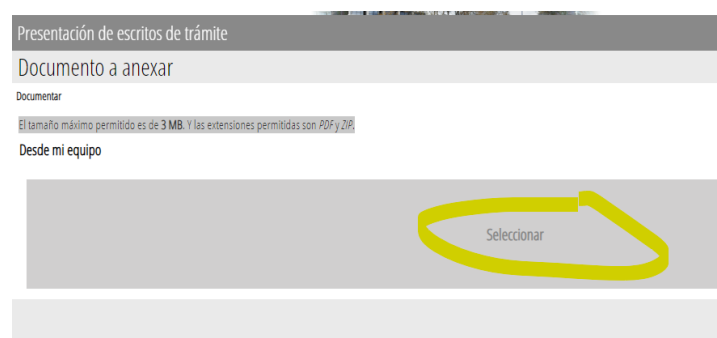 Presentación de escritos de trámite
Documento a anexar
Documentar
El tamaño máximo permitido es de 3 MB. Y las extensiones permitidas son PDF y ZIP.
Desde mi equipo
Seleccionar